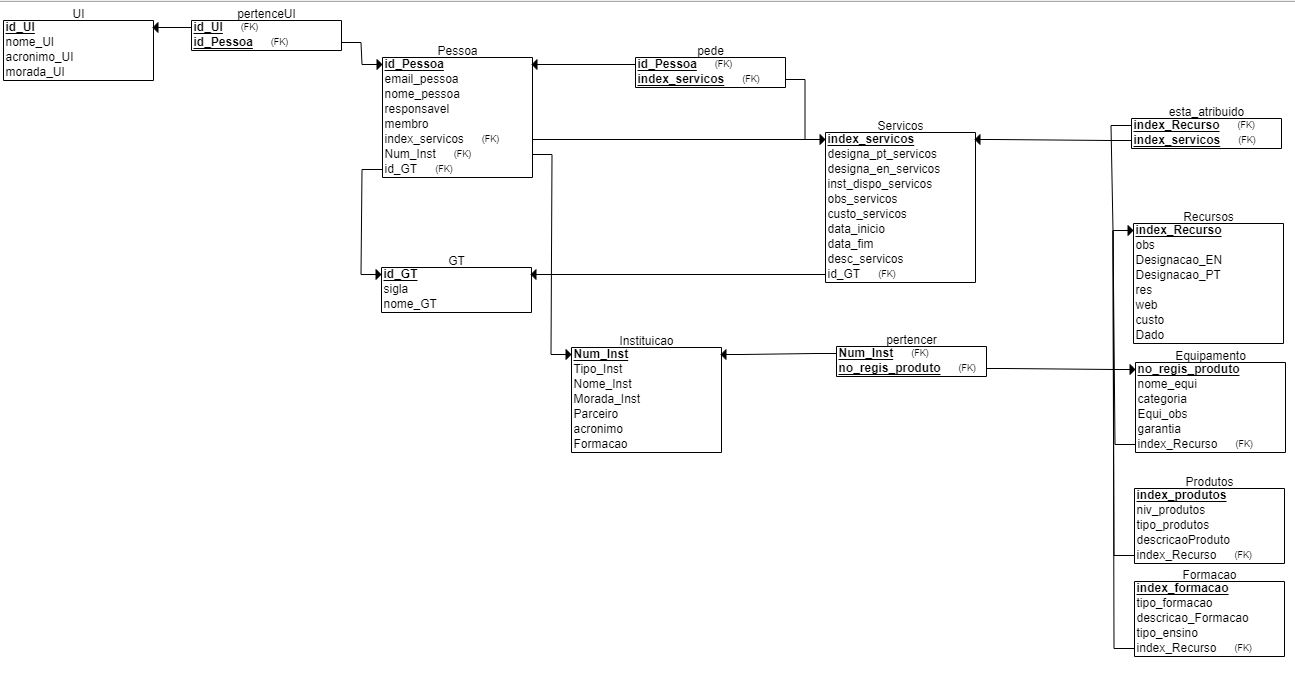 UI
id_UI
nome_UI
acronimo_UI
morada_UI
pertenceUI
id_UI (FK)
id_Pessoa (FK)
Pessoa
id_Pessoa
email_pessoa
nome_pessoa
responsavel
membro
index_servicos (FK)
Num_Inst (FK)
id_GT (FK)
pede
id_Pessoa (FK)
index_servicos (FK)
Servicos
index_servicos
designa_pt_servicos
designa_en_servicos
inst_dispo_servicos
obs_servicos
custo_servicos
data_inicio
data_fim
desc_servicos
id_GT (FK)
esta_atribuido
index_Recurso (FK)
index_servicos (FK)
Recursos
index_Recurso
obs
Designacao_EN
Designacao_PT
res
web
custo
Dado
GT
id_GT
sigla
nome_GT
Instituicao
Num_Inst
Tipo_Inst
Nome_Inst
Morada_Inst
Parceiro
acronimo
Formacao
pertencer
Num_Inst (FK)
no_regis_produto (FK)
Equipamento
no_regis_produto
nome_equi
categoria
Equi_obs
garantia
index_Recurso (FK)
Produtos
index_produtos
niv_produtos
tipo_produtos
descricaoProduto
index_Recurso (FK)
Formacao
index_formacao
tipo_formacao
descricao_Formacao
tipo_ensino
index_Recurso (FK)